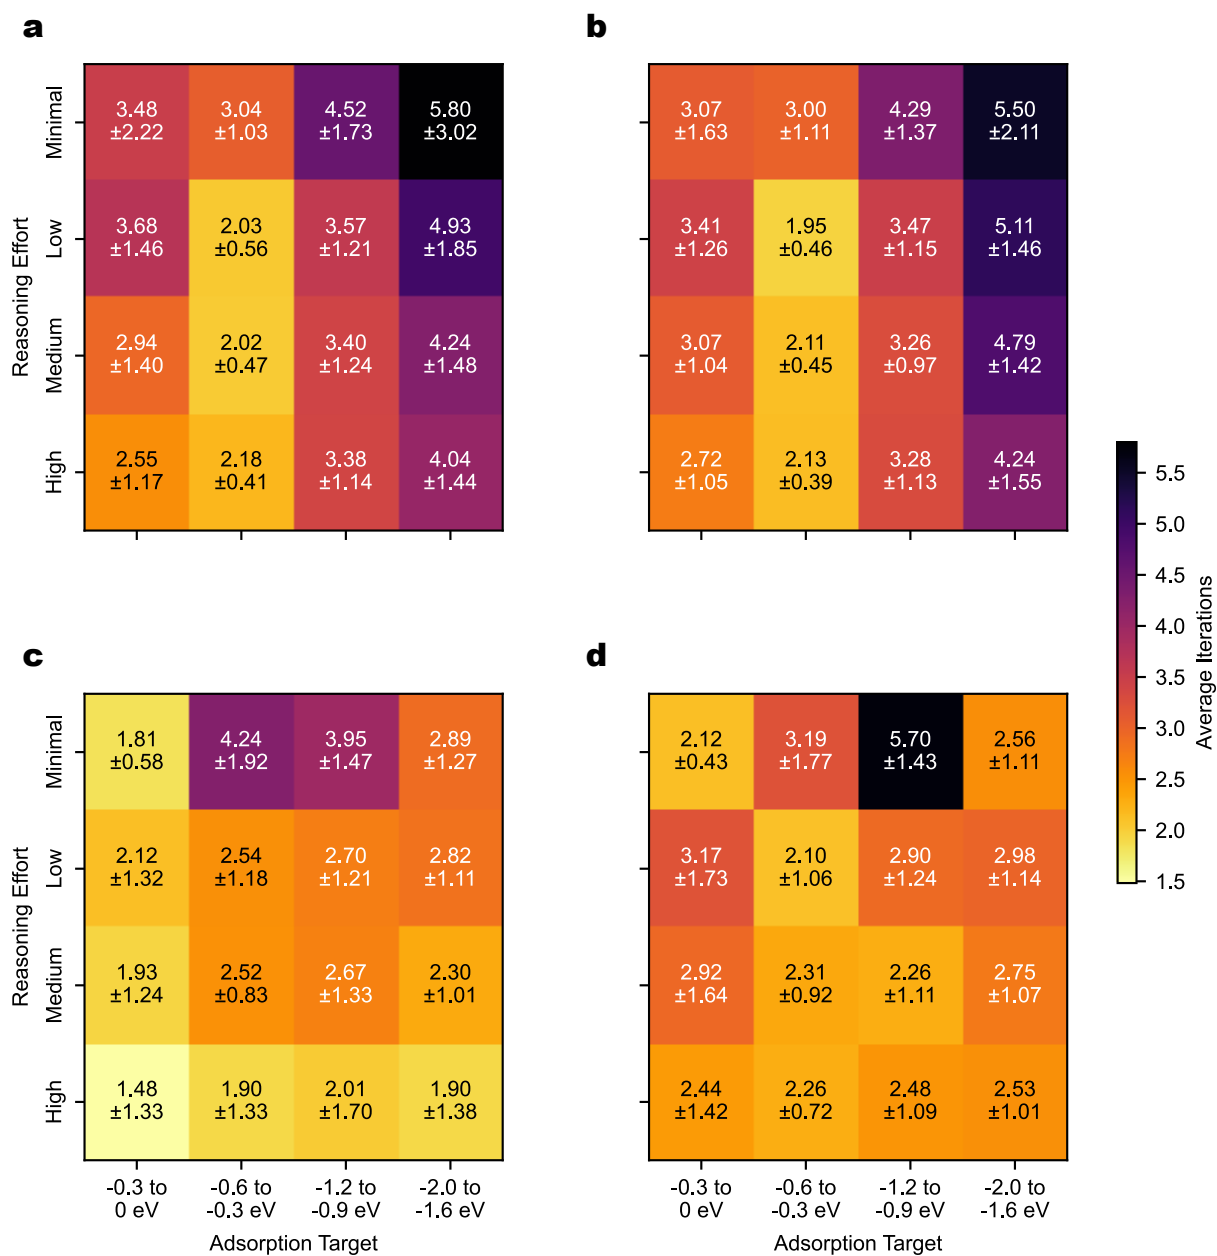 a
b
Reasoning Effort
Minimal
3.48 3.04 4.52 5.80
±2.22 ±1.03 ±1.73 ±3.02
Low
3.68 2.03 3.57 4.93
±1.46 ±0.56 ±1.21 ±1.85
Medium
2.94 2.02 3.40 4.24
±1.40 ±0.47 ±1.24 ±1.48
High
2.55 2.18 3.38 4.04
±1.17 ±0.41 ±1.14 ±1.44
3.07 3.00 4.29 5.50
±1.63 ±1.11 ±1.37 ±2.11
3.41 1.95 3.47 5.11
±1.26 ±0.46 ±1.15 ±1.46
3.07 2.11 3.26 4.79
±1.04 ±0.45 ±0.97 ±1.42
2.72 2.13 3.28 4.24
±1.05 ±0.39 ±1.13 ±1.55
c
d
Reasoning Effort
Minimal
1.81 4.24 3.95 2.89
±0.58 ±1.92 ±1.47 ±1.27
Low
2.12 2.54 2.70 2.82
±1.32 ±1.18 ±1.21 ±1.11
Medium
1.93 2.52 2.67 2.30
±1.24 ±0.83 ±1.33 ±1.01
High
1.48 1.90 2.01 1.90
±1.33 ±1.33 ±1.70 ±1.38
-0.3 to -0.6 to -1.2 to -2.0 to
0 eV -0.3 eV -0.9 eV -1.6 eV
Adsorption Target
2.12 3.19 5.70 2.56
±0.43 ±1.77 ±1.43 ±1.11
3.17 2.10 2.90 2.98
±1.73 ±1.06 ±1.24 ±1.14
2.92 2.31 2.26 2.75
±1.64 ±0.92 ±1.11 ±1.07
2.44 2.26 2.48 2.53
±1.42 ±0.72 ±1.09 ±1.01
-0.3 to -0.6 to -1.2 to -2.0 to
0 eV -0.3 eV -0.9 eV -1.6 eV
Adsorption Target
5.5
5.0
4.5
4.0
3.5
3.0
2.5
2.0
1.5
Average Iterations